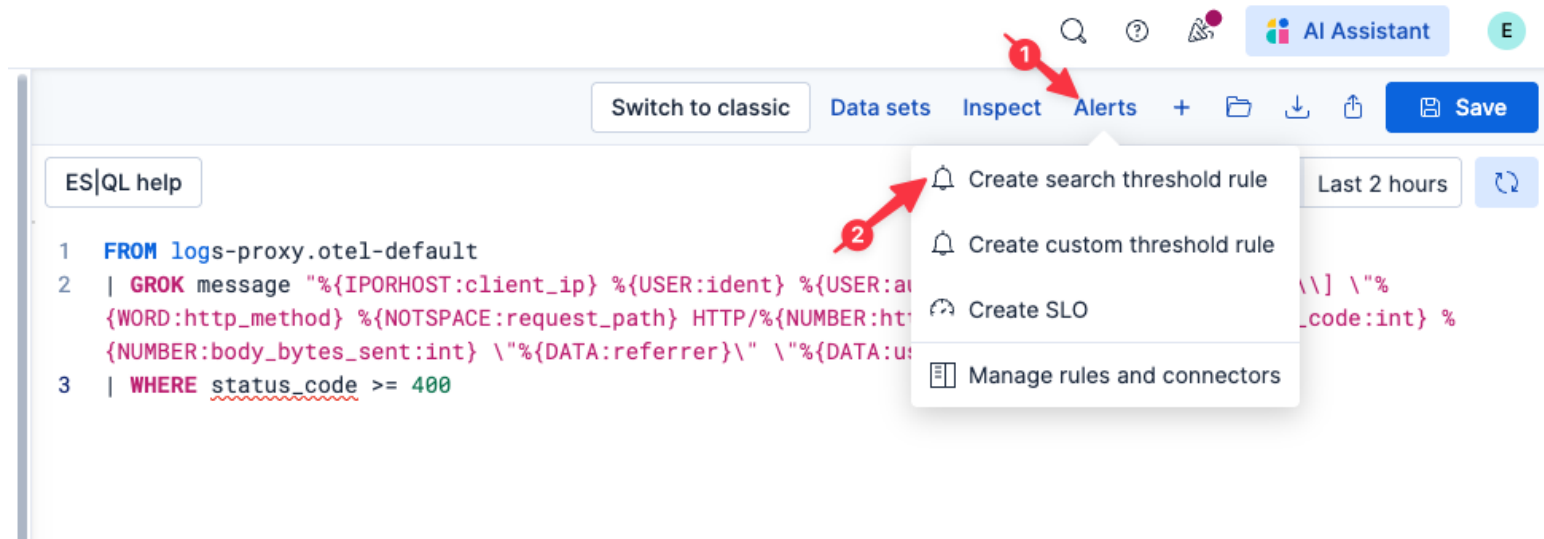 1
AI Assistant
E
Switch to classic
Data sets
Inspect
Alerts
+
Save
ES|QL help
Create search threshold rule
Last 2 hours
2
Create custom threshold rule
Create SLO
Manage rules and connectors
1 FROM logs-proxy.otel-default
2 | GROK message "%{IPORHOST:client_ip} %{USER:ident} %{USER:au \\] \"%
{WORD:http_method} %{NOTSPACE:request_path} HTTP/%{NUMBER:htt _code:int} %
{NUMBER:body_bytes_sent:int} \"%{DATA:referrer}\" \"%{DATA:us
3 | WHERE status_code >= 400